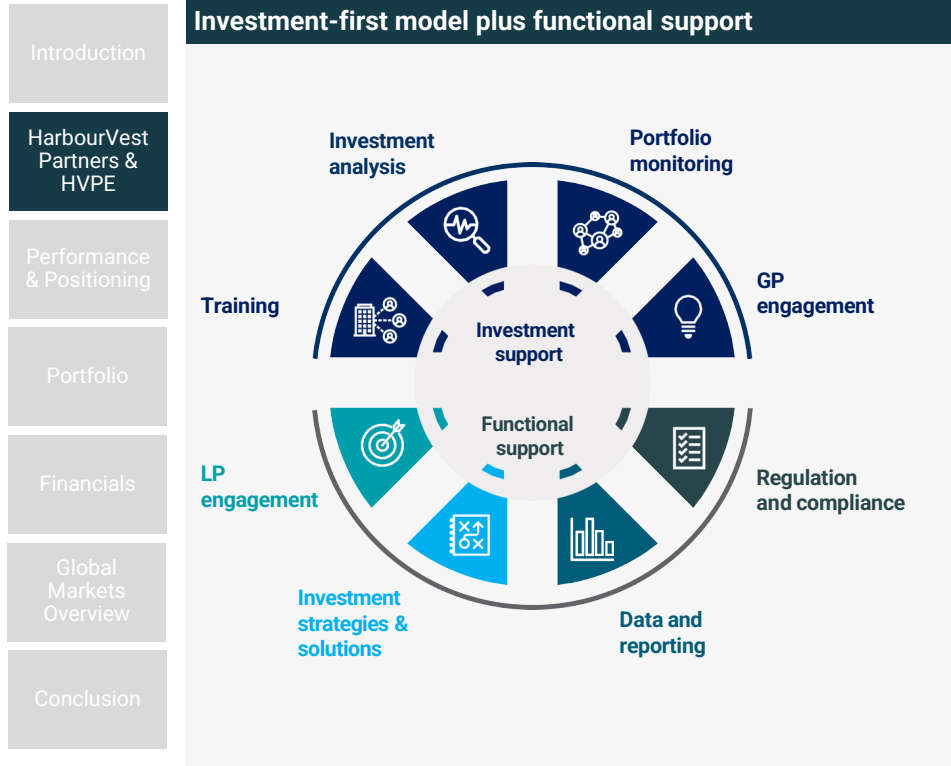 Investment-first model plus functional support
Introduction
HarbourVest
Partners &
HVPE
Performance
& Positioning
Portfolio
Financials
Global
Markets
Overview
Conclusion
Investment
analysis
Portfolio
monitoring
Training
GP
engagement
Investment
support
Functional
support
LP
engagement
Regulation
and compliance
Investment
strategies &
solutions
Data and
reporting